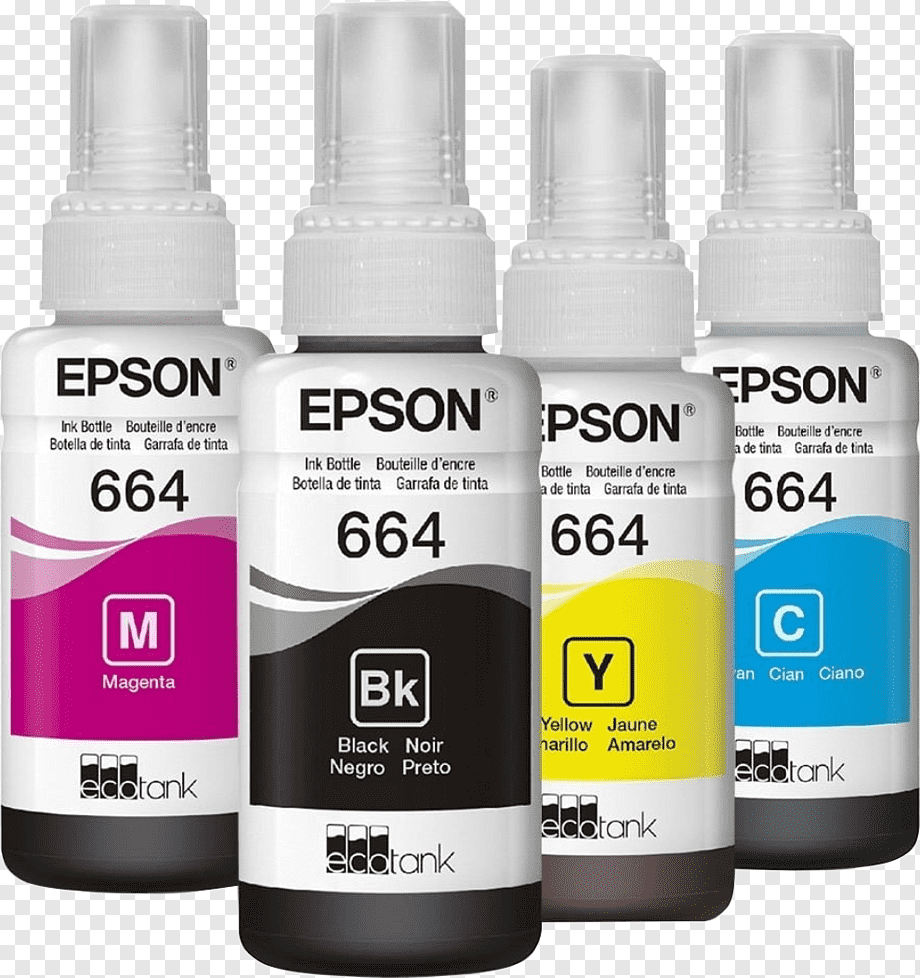 EPSON®
Ink Bottle Bouteille d'encre
Botella de tinta Garrafa de tinta
664
M
Magenta
ecotank
EPSON®
Ink Bottle Bouteille d'encre
Botella de tinta Garrafa de tinta
664
Bk
Black Noir
Negro Preto
ecotank
EPSON®
Bottle Bouteille d'encre
de tinta Garrafa de tinta
664
Y
Yellow Jaune
arillo Amarelo
ecotank
EPSON®
Bottle Bouteille d'encre
de tinta Garrafa de tinta
664
C
an Cian Ciano
ecotank